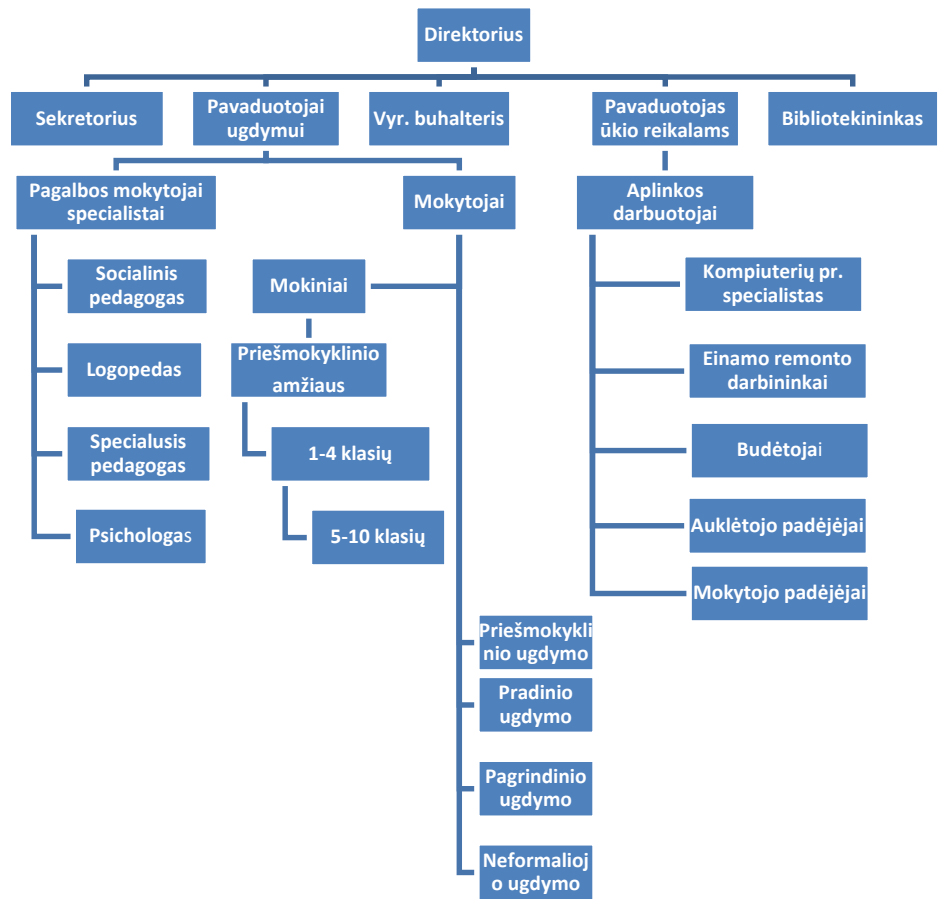 Direktorius
Sekretorius
Pavaduotojai
ugdymui
Vyr. buhalteris
Pavaduotojas
ūkio reikalams
Bibliotekininkas
Pagalbos mokytojai
specialistai
Mokytojai
Aplinkos
darbuotojai
Socialinis
pedagogas
Logopedas
Specialusis
pedagogas
Psichologas
Mokiniai
Priešmokyklinio
amžiaus
1-4 klasių
5-10 klasių
Priešmokykli
nio ugdymo
Pradinio
ugdymo
Pagrindinio
ugdymo
Neformalioj
o ugdymo
Kompiuterių pr.
specialistas
Einamo remonto
darbininkai
Budėtojai
Auklėtojo padėjėjai
Mokytojo padėjėjai